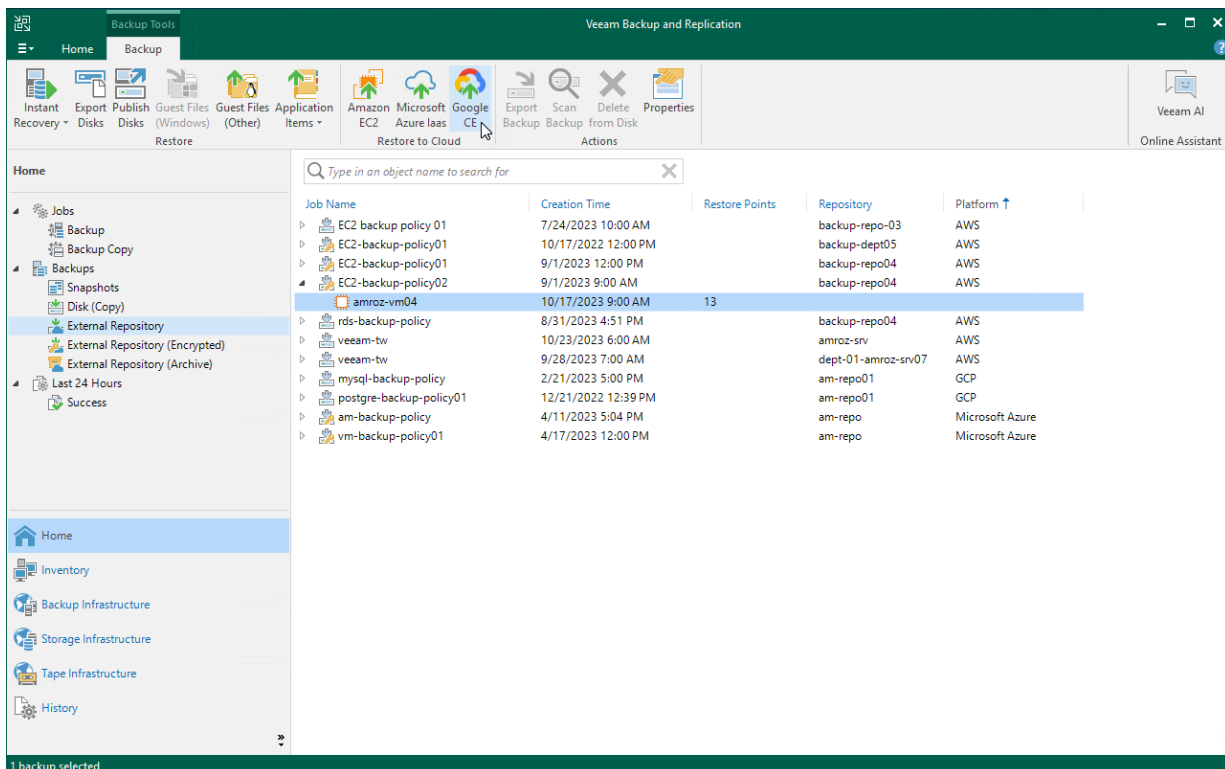 Backup Tools
Veeam Backup and Replication
Home
Backup
Instant Recovery
Export Disks
Publish Disks
Guest Files (Windows)
Guest Files (Other)
Application Items
Amazon EC2
Microsoft Azure Iaas
Google CE
Export Backup
Scan Backup
Delete from Disk
Properties
Veeam AI
Restore
Restore to Cloud
Actions
Online Assistant
Home
Type in an object name to search for
Jobs
Backup
Backup Copy
Backups
Snapshots
Disk (Copy)
External Repository
External Repository (Encrypted)
External Repository (Archive)
Last 24 Hours
Success
Job Name Creation Time Restore Points Repository Platform
EC2 backup policy 01 7/24/2023 10:00 AM backup-repo-03 AWS
EC2-backup-policy01 10/17/2022 12:00 PM backup-dept05 AWS
EC2-backup-policy01 9/1/2023 12:00 PM backup-repo04 AWS
EC2-backup-policy02 9/1/2023 9:00 AM backup-repo04 AWS
amroz-vm04 10/17/2023 9:00 AM 13
rds-backup-policy 8/31/2023 4:51 PM backup-repo04 AWS
veeam-tw 10/23/2023 6:00 AM amroz-srv AWS
veeam-tw 9/28/2023 7:00 AM dept-01-amroz-srv07 AWS
mysql-backup-policy 2/21/2023 5:00 PM am-repo01 GCP
postgre-backup-policy01 12/21/2022 12:39 PM am-repo01 GCP
am-backup-policy 4/11/2023 5:04 PM am-repo Microsoft Azure
vm-backup-policy01 4/17/2023 12:00 PM am-repo Microsoft Azure
Home
Inventory
Backup Infrastructure
Storage Infrastructure
Tape Infrastructure
History
1 backup selected